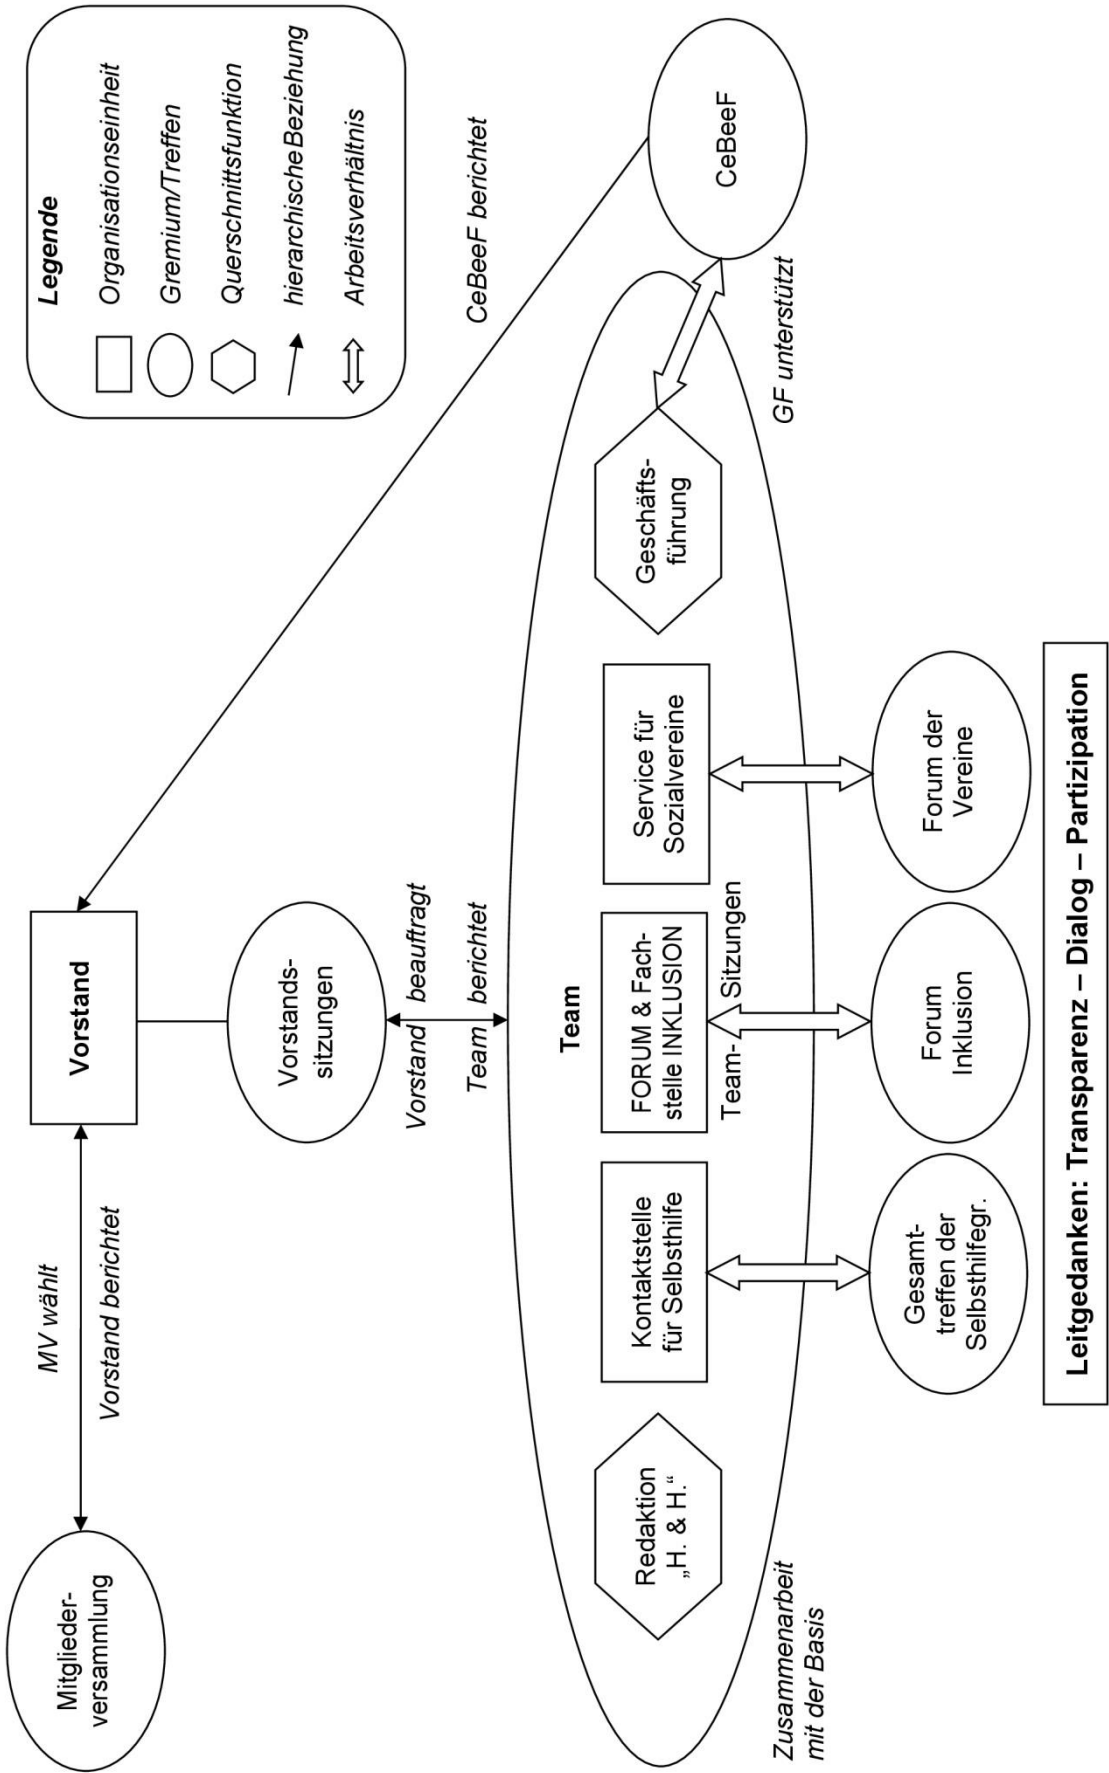 Mitglieder-
versammlung
MV wählt
Vorstand berichtet
Vorstand
Legende
Organisationseinheit
Gremium/Treffen
Querschnittsfunktion
hierarchische Beziehung
Arbeitsverhältnis
Vorstands-
sitzungen
Vorstand beauftragt
Team berichtet
CeBeeF berichtet
Team
Redaktion
„H. & H.“
Kontaktstelle
für Selbsthilfe
FORUM & Fach-
stelle INKLUSION
Service für
Sozialvereine
Geschäfts-
führung
CeBeeF
Team- Sitzungen
Zusammenarbeit
mit der Basis
GF unterstützt
Gesamt-
treffen der
Selbsthilfegr.
Forum
Inklusion
Forum der
Vereine
Leitgedanken: Transparenz – Dialog – Partizipation